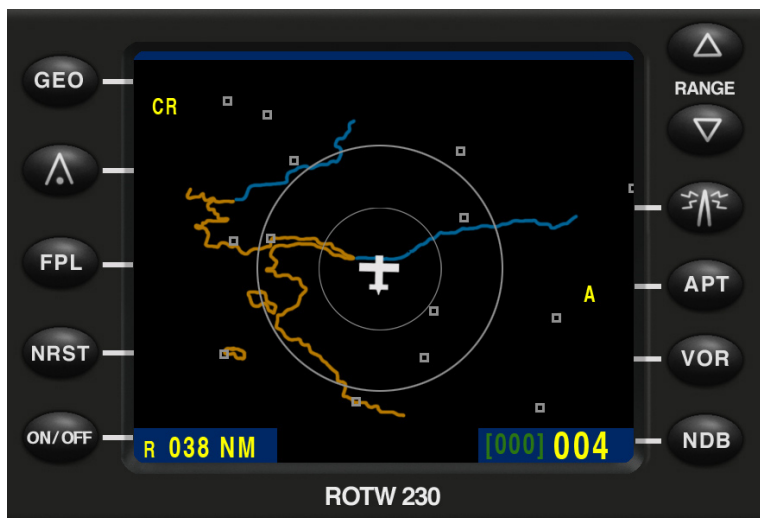 GEO
RANGE
CR
FPL
APT
A
NRST
VOR
ON/OFF
R 038 NM
[000] 004
NDB
ROTW 230